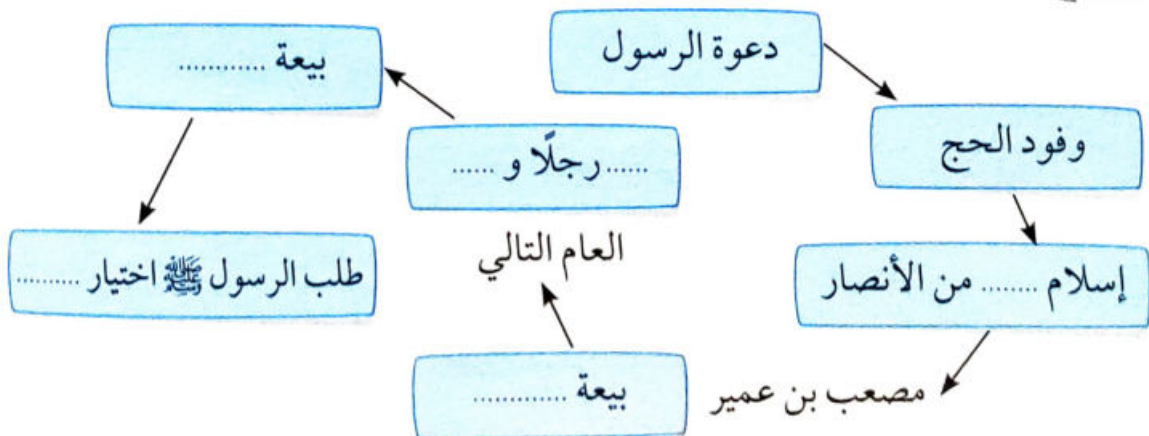 دعوة الرسول
وفود الحج
إسلام ........ من الأنصار
مصعب بن عمير
بيعة .............
العام التالي
...... رجلًا و ......
بيعة ............
طلب الرسول ﷺ اختيار ..........